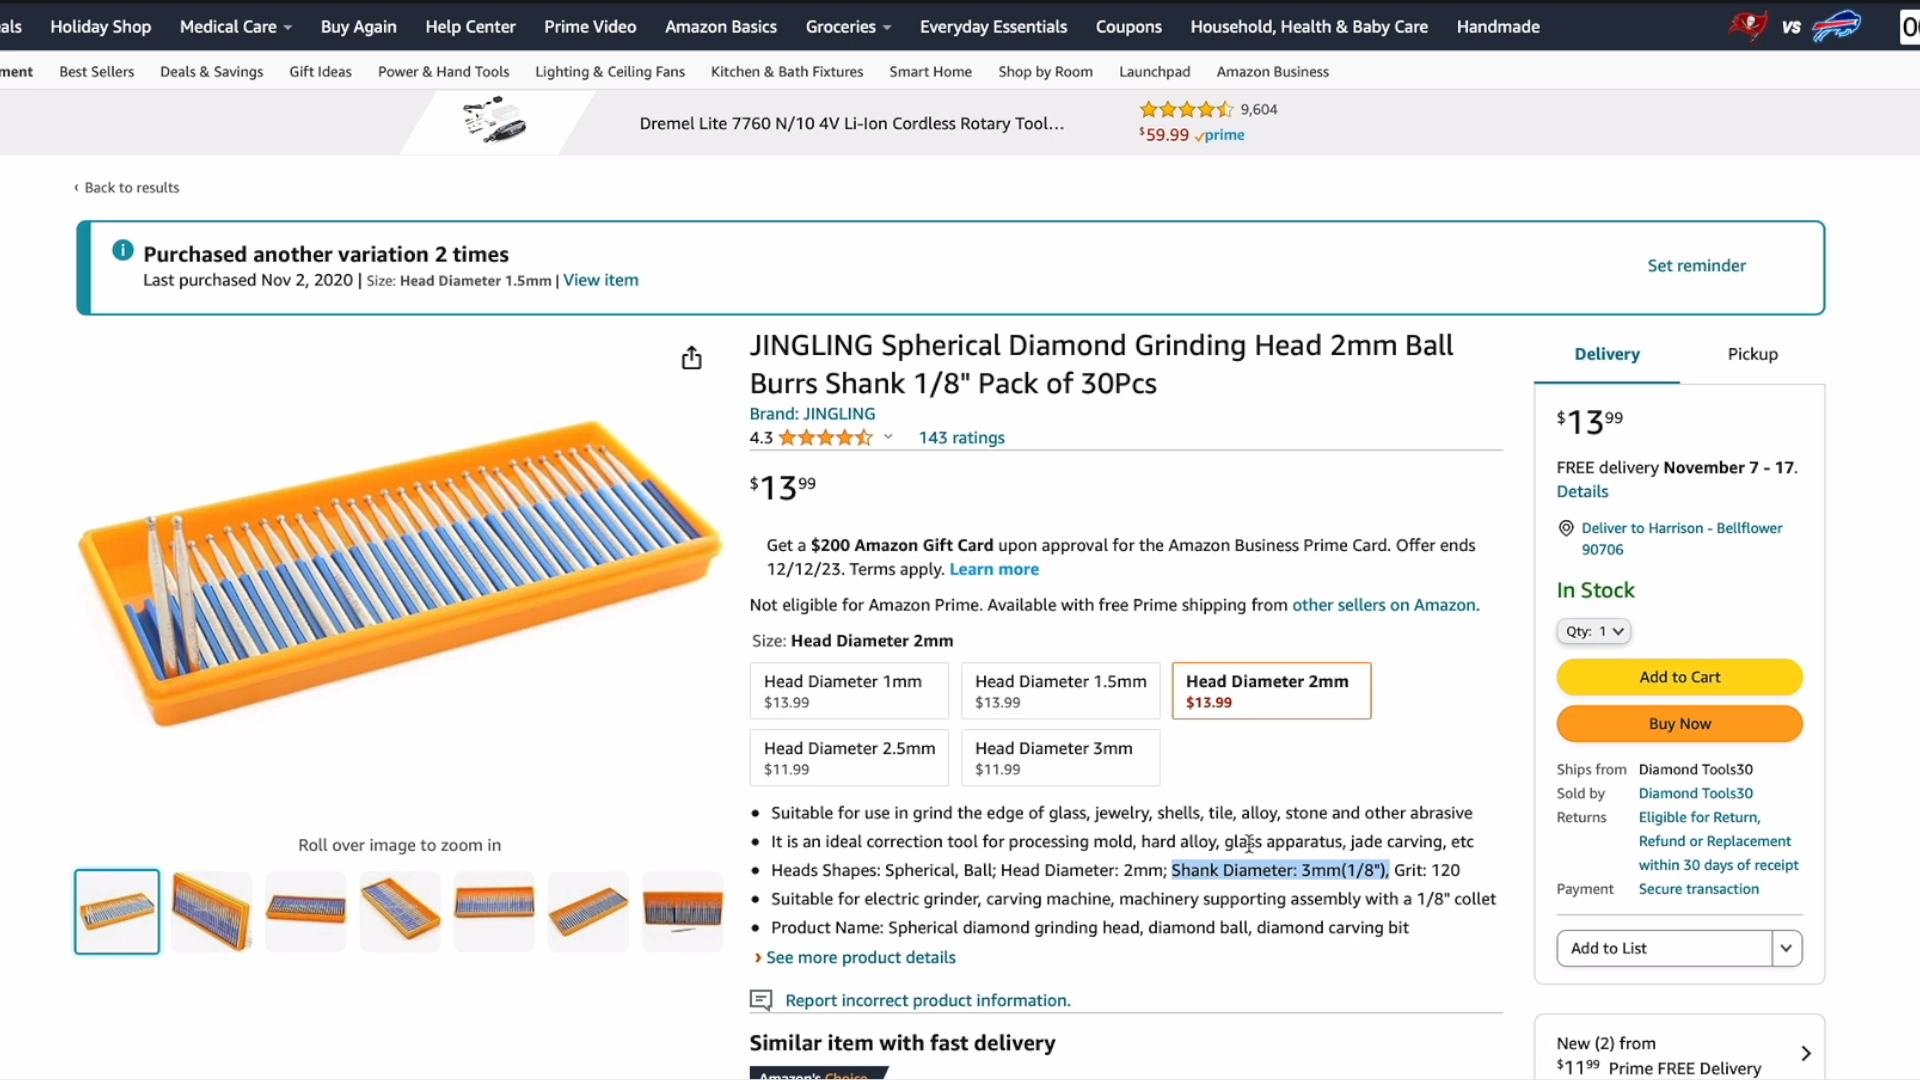 als Holiday Shop Medical Care Buy Again Help Center Prime Video Amazon Basics Groceries Everyday Essentials Coupons Household, Health & Baby Care Handmade VS
ment Best Sellers Deals & Savings Gift Ideas Power & Hand Tools Lighting & Ceiling Fans Kitchen & Bath Fixtures Smart Home Shop by Room Launchpad Amazon Business
Dremel Lite 7760 N/10 4V Li-Ion Cordless Rotary Tool…
9,604
$59.99 prime
‹ Back to results
Purchased another variation 2 times
Last purchased Nov 2, 2020 | Size: Head Diameter 1.5mm | View item
Set reminder
JINGLING Spherical Diamond Grinding Head 2mm Ball
Burrs Shank 1/8" Pack of 30Pcs
Brand: JINGLING
4.3 143 ratings
$13 99
Get a $200 Amazon Gift Card upon approval for the Amazon Business Prime Card. Offer ends
12/12/23. Terms apply. Learn more
Not eligible for Amazon Prime. Available with free Prime shipping from other sellers on Amazon.
Size: Head Diameter 2mm
Head Diameter 1mm
$13.99
Head Diameter 1.5mm
$13.99
Head Diameter 2mm
$13.99
Head Diameter 2.5mm
$11.99
Head Diameter 3mm
$11.99
• Suitable for use in grind the edge of glass, jewelry, shells, tile, alloy, stone and other abrasive
• It is an ideal correction tool for processing mold, hard alloy, glass apparatus, jade carving, etc
• Heads Shapes: Spherical, Ball; Head Diameter: 2mm; Shank Diameter: 3mm(1/8"), Grit: 120
• Suitable for electric grinder, carving machine, machinery supporting assembly with a 1/8" collet
• Product Name: Spherical diamond grinding head, diamond ball, diamond carving bit
› See more product details
Report incorrect product information.
Similar item with fast delivery
Amazon's Choice
Roll over image to zoom in
Delivery Pickup
$13 99
FREE delivery November 7 - 17.
Details
Deliver to Harrison - Bellflower
90706
In Stock
Qty: 1
Add to Cart
Buy Now
Ships from Diamond Tools30
Sold by Diamond Tools30
Returns Eligible for Return,
Refund or Replacement
within 30 days of receipt
Payment Secure transaction
Add to List
New (2) from
$11 99 Prime FREE Delivery